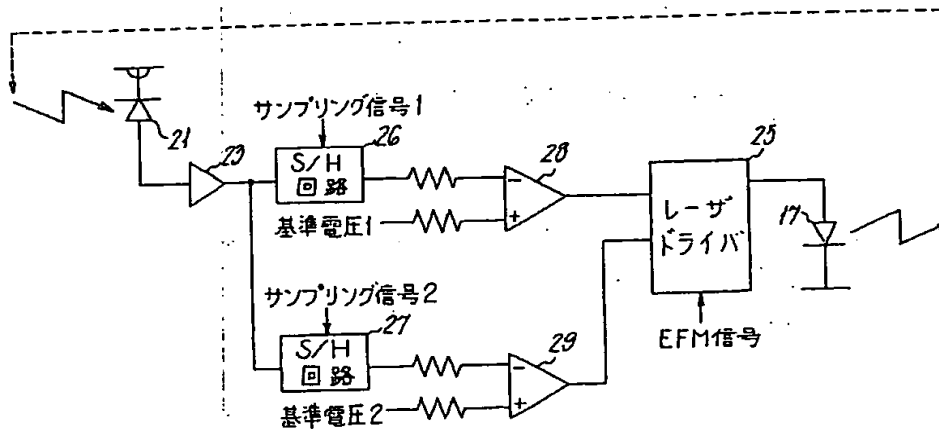 サンプリング信号1
21
23
26
S/H
回路
基準電圧1
28
25
レーザ
ドライバ
17
EFM信号
サンプリング信号2
27
S/H
回路
基準電圧2
29